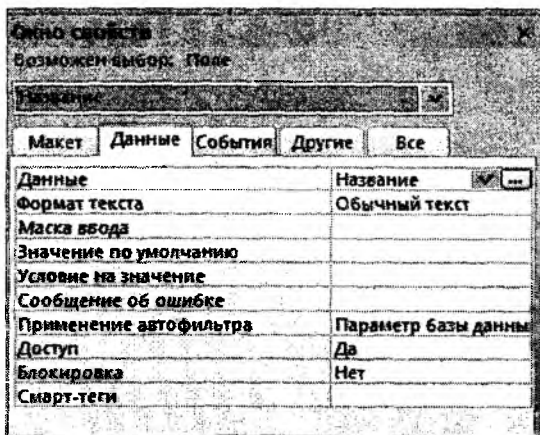 Окно свойств
Возможен выбор: Поле
Название
Макет Данные События Другие Все
Данные Название
Формат текста Обычный текст
Маска ввода
Значение по умолчанию
Условие на значение
Сообщение об ошибке
Применение автофильтра Параметр базы данны
Доступ Да
Блокировка Нет
Смарт-теги